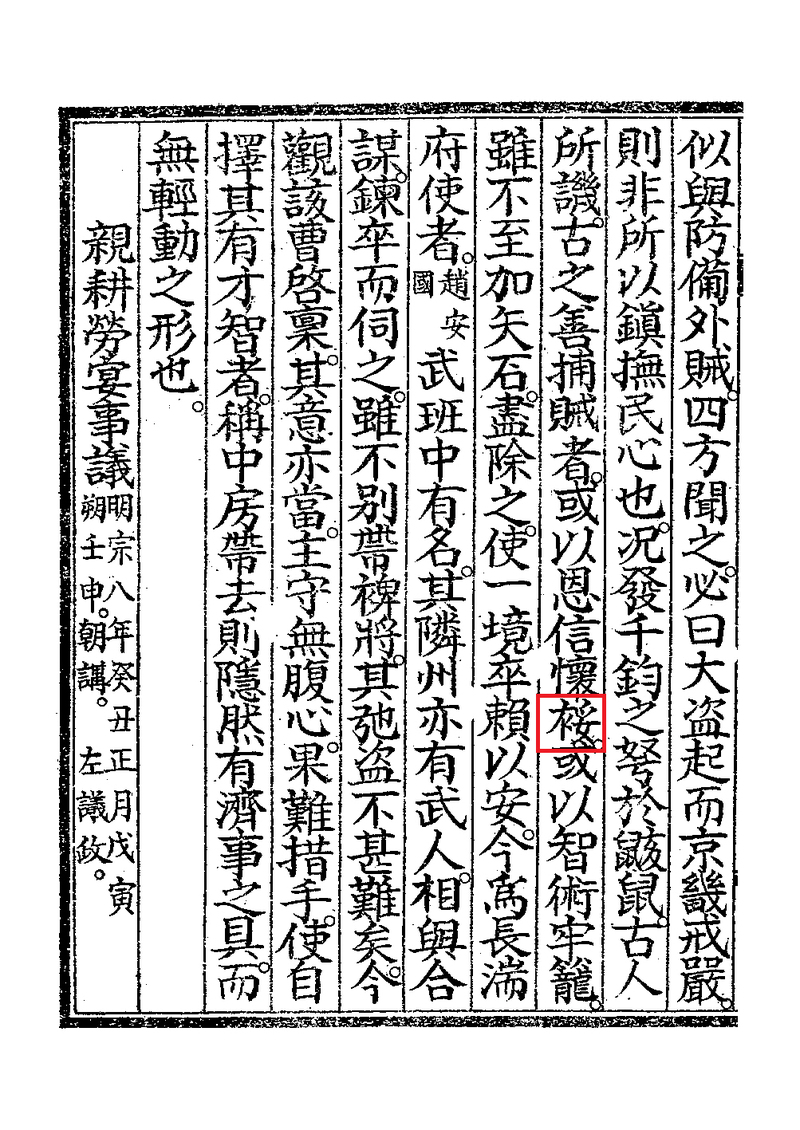 似與防備外賊。四方聞之。必曰大盗起而京畿戒嚴。
則非所以鎭撫民心也。况發千鈞之弩於鼷鼠。古人
所譏。古之善捕賊者。或以恩信懷桵。或以智術牢籠。
雖不至加矢石。盡除之。使一境卒賴以安。今爲長湍
府使者。趙安國武班中有名。其隣州亦有武人。相與合
謀。鍊卒而伺之。雖不别帶裨將。其弛盗不甚難矣。今
觀該曹啓稟。其意亦當。主守無腹心。果難措手。使自
擇其有才智者。稱中房帶去則隱然有濟事之具。而
無輕動之形也。
親耕勞宴事議明宗八年癸丑正月戊寅朔壬申。朝講。左議政。